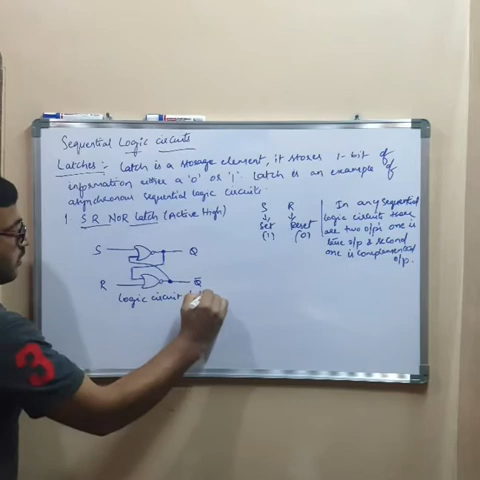 Sequential Logic circuits
Latches:- Latch is a storage element, it stores 1-bit of
information either a '0' or '1'. Latch is an example of
asynchronous sequential logic circuits.
1. S R NOR latch (Active High)
S R
Set Reset
(1) (0)
In any sequential
logic circuits there
are two o/p's one is
true o/p & second
one is complemented
o/p.
S Q
R Q̅
Logic circuit
3